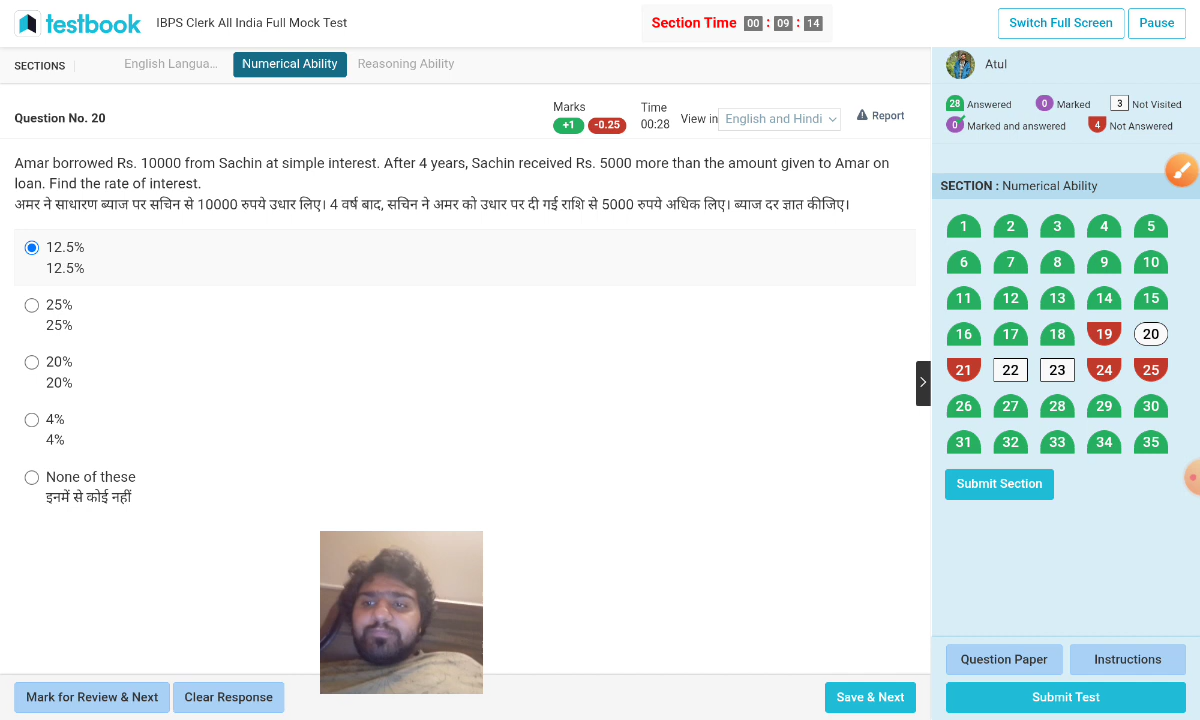 testbook IBPS Clerk All India Full Mock Test Section Time 00 : 09 : 14 Switch Full Screen Pause
SECTIONS English Langua... Numerical Ability Reasoning Ability
Atul
28 Answered 0 Marked 3 Not Visited
0 Marked and answered 4 Not Answered
Question No. 20 Marks +1 -0.25 Time 00:28 View in English and Hindi Report
Amar borrowed Rs. 10000 from Sachin at simple interest. After 4 years, Sachin received Rs. 5000 more than the amount given to Amar on
loan. Find the rate of interest.
अमर ने साधारण ब्याज पर सचिन से 10000 रुपये उधार लिए। 4 वर्ष बाद, सचिन ने अमर को उधार पर दी गई राशि से 5000 रुपये अधिक लिए। ब्याज दर ज्ञात कीजिए।
12.5%
12.5%
25%
25%
20%
20%
4%
4%
None of these
इनमें से कोई नहीं
SECTION : Numerical Ability
1 2 3 4 5
6 7 8 9 10
11 12 13 14 15
16 17 18 19 20
21 22 23 24 25
26 27 28 29 30
31 32 33 34 35
Submit Section
Question Paper Instructions
Mark for Review & Next Clear Response Save & Next Submit Test